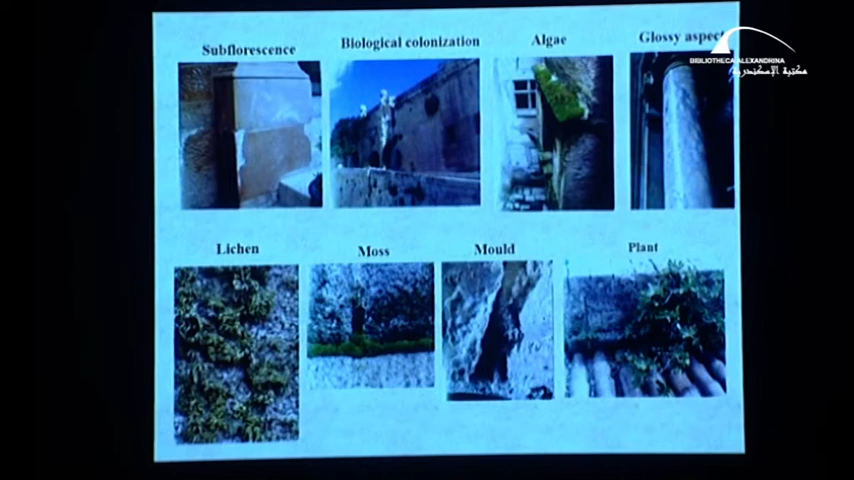 Subflorescence
Biological colonization
Algae
Glossy aspect
BIBLIOTHECA ALEXANDRINA
مكتبة الإسكندرية
Lichen
Moss
Mould
Plant